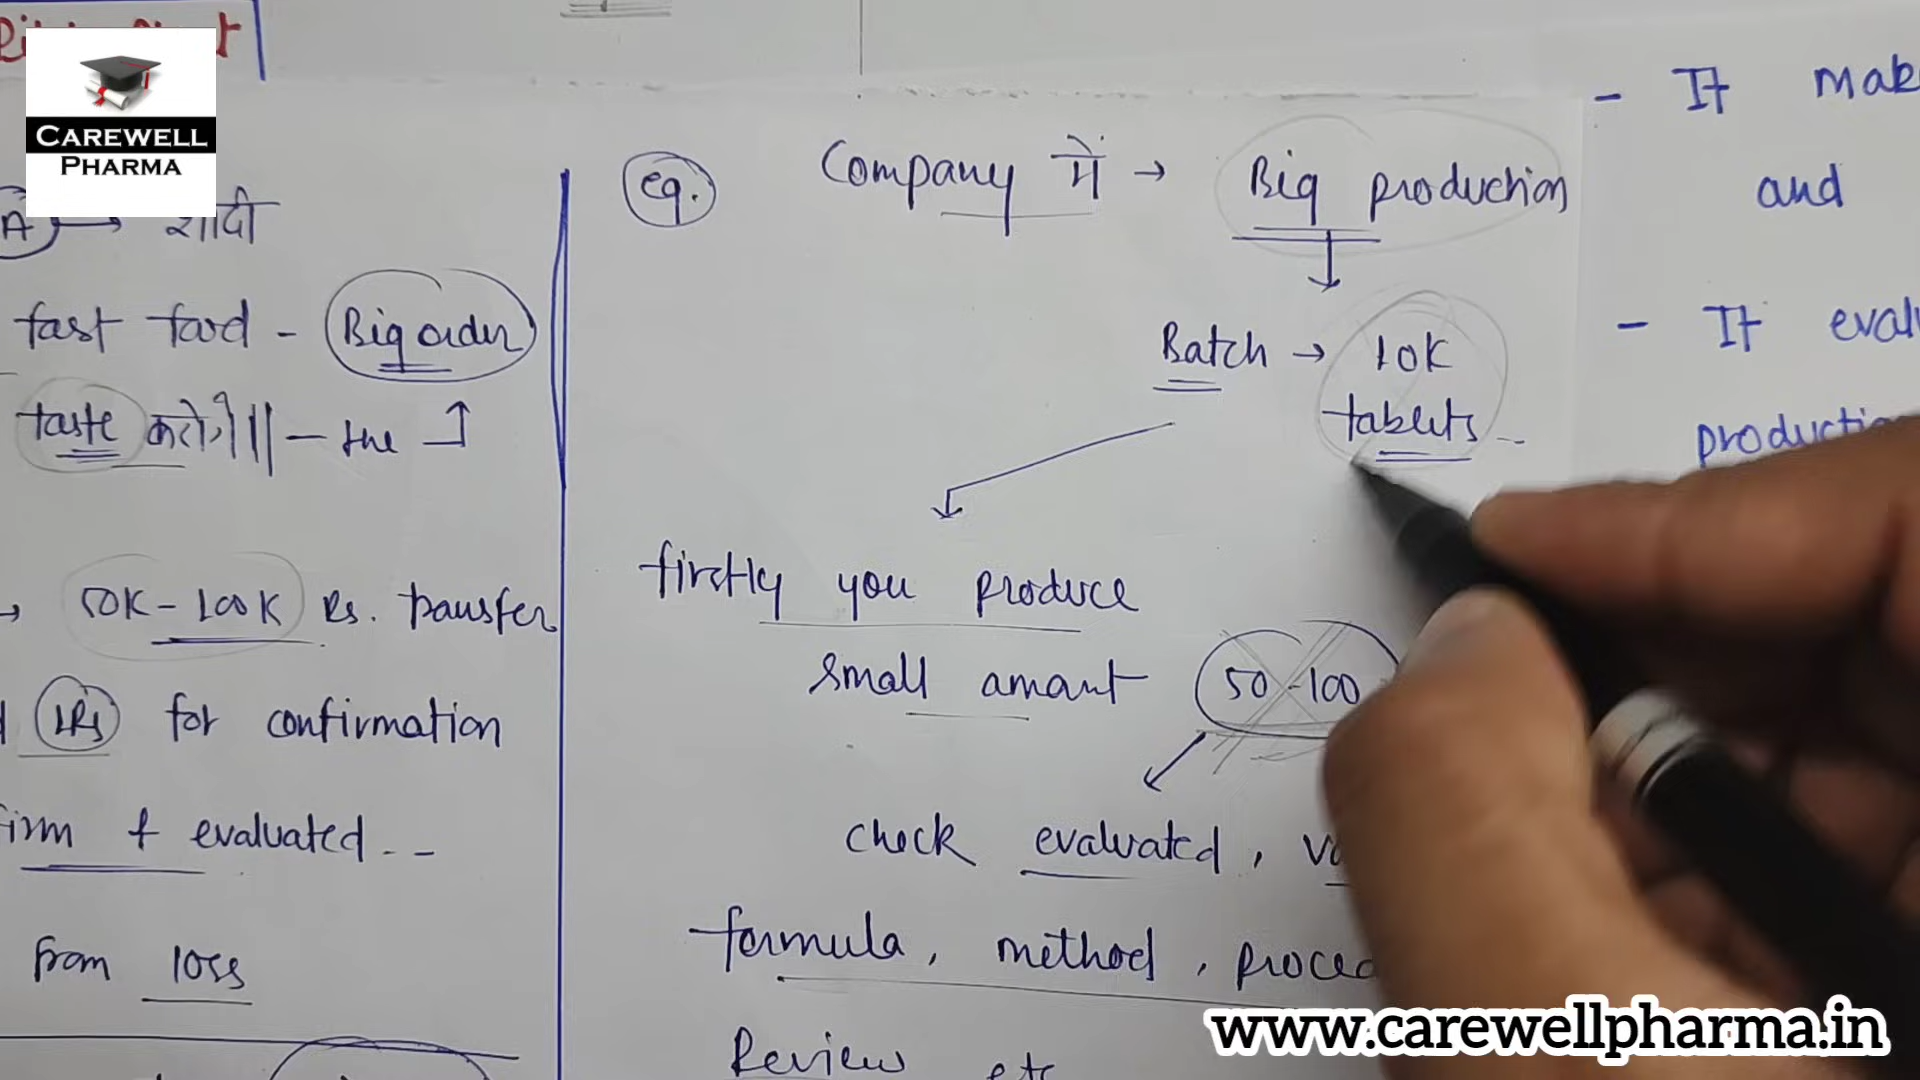 CAREWELL
PHARMA
A → शादी
fast food - Big order
taste करोगे || - the
50K - 100K Rs. transfer
1Rs for confirmation
firm + evaluated - -
from loss
eg. Company में → Big production
Batch → 10K
tablets -
firstly you produce
small amount 50 - 100
check evaluated,
formula, method,
Review etc
- It
and
- It
www.carewellpharma.in